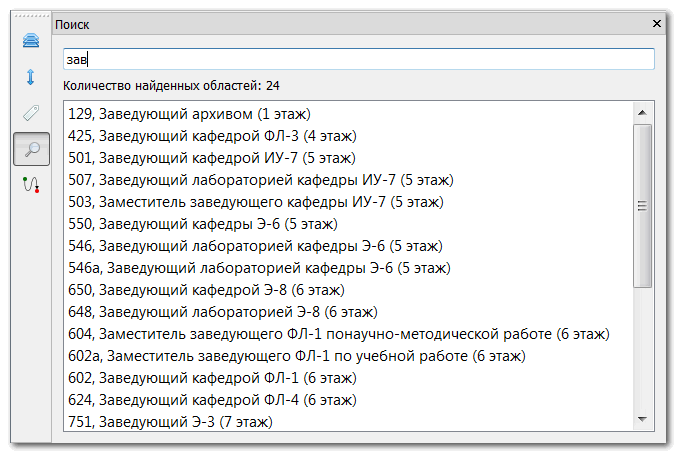 Поиск
зав
Количество найденных областей: 24
129, Заведующий архивом (1 этаж)
425, Заведующий кафедрой ФЛ-3 (4 этаж)
501, Заведующий кафедрой ИУ-7 (5 этаж)
507, Заведующий лабораторией кафедры ИУ-7 (5 этаж)
503, Заместитель заведующего кафедры ИУ-7 (5 этаж)
550, Заведующий кафедры Э-6 (5 этаж)
546, Заведующий лабораторией кафедры Э-6 (5 этаж)
546а, Заведующий лабораторией кафедры Э-6 (5 этаж)
650, Заведующий кафедрой Э-8 (6 этаж)
648, Заведующий лабораторией Э-8 (6 этаж)
604, Заместитель заведующего ФЛ-1 понаучно-методической работе (6 этаж)
602а, Заместитель заведующего ФЛ-1 по учебной работе (6 этаж)
602, Заведующий кафедрой ФЛ-1 (6 этаж)
624, Заведующий кафедрой ФЛ-4 (6 этаж)
751, Заведующий Э-3 (7 этаж)